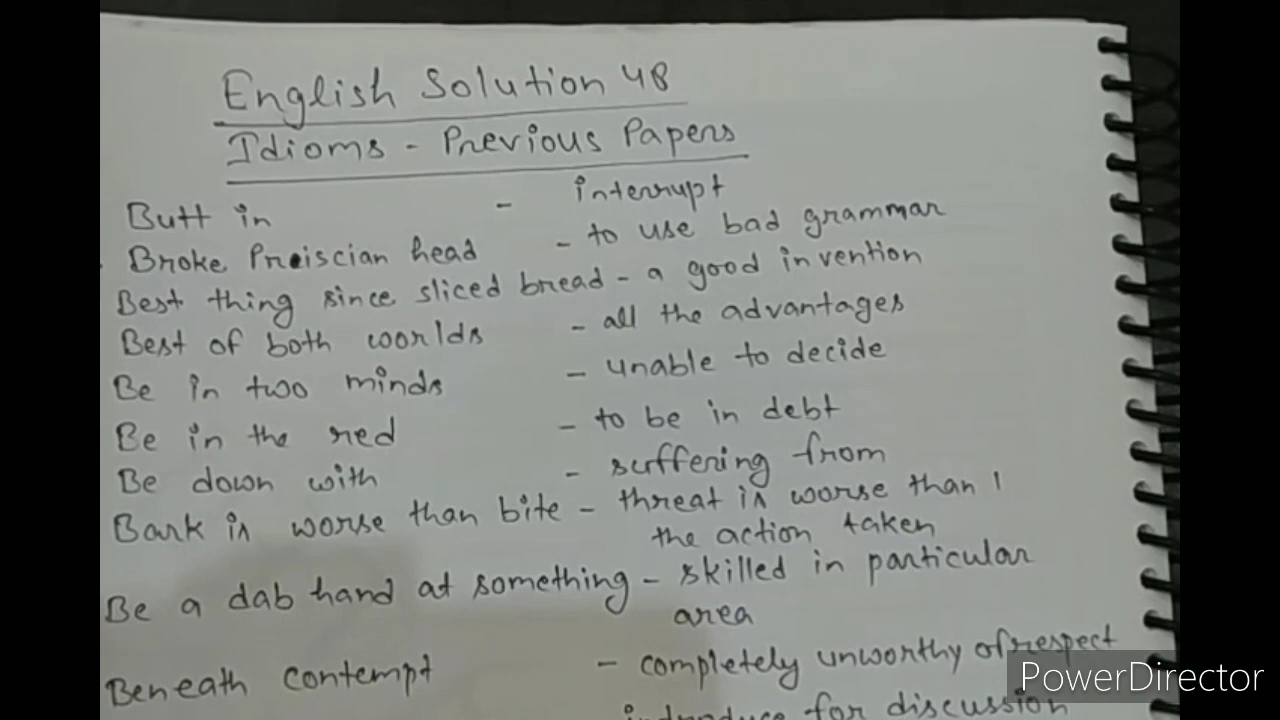 English Solution 48
Idioms - Previous Papers
Butt in - interrupt
Broke Priscian head - to use bad grammar
Best thing since sliced bread - a good invention
Best of both worlds - all the advantages
Be in two minds - unable to decide
Be in the red - to be in debt
Be down with - suffering from
Bark is worse than bite - threat is worse than
the action taken
Be a dab hand at something - skilled in particular
area
Beneath contempt - completely unworthy of respect
for discussion
PowerDirector